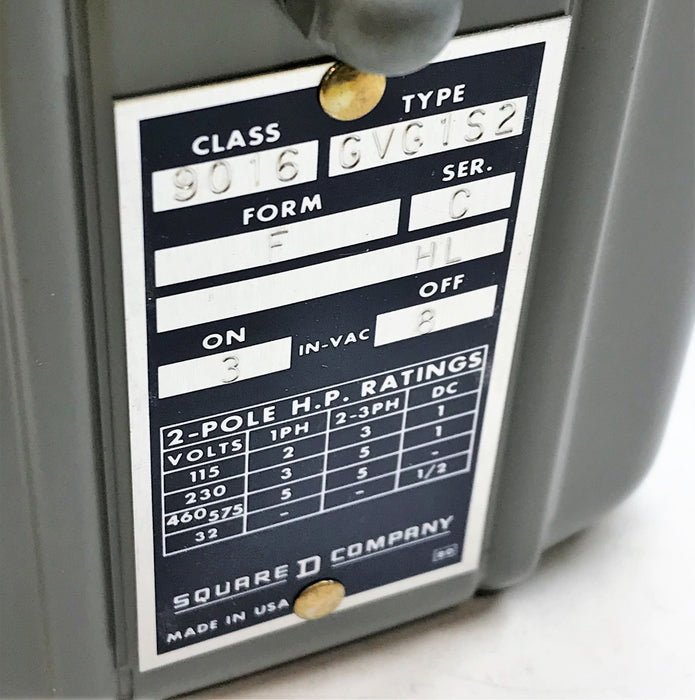 CLASS TYPE
9016 GVG1S2
FORM SER.
F C
HL
ON IN-VAC OFF
3 8
2-POLE H.P. RATINGS
VOLTS 1PH 2-3PH DC
115 2 3 1
230 3 5 1
460575 5 5 -
32 - - 1/2
SQUARE D COMPANY
MADE IN USA